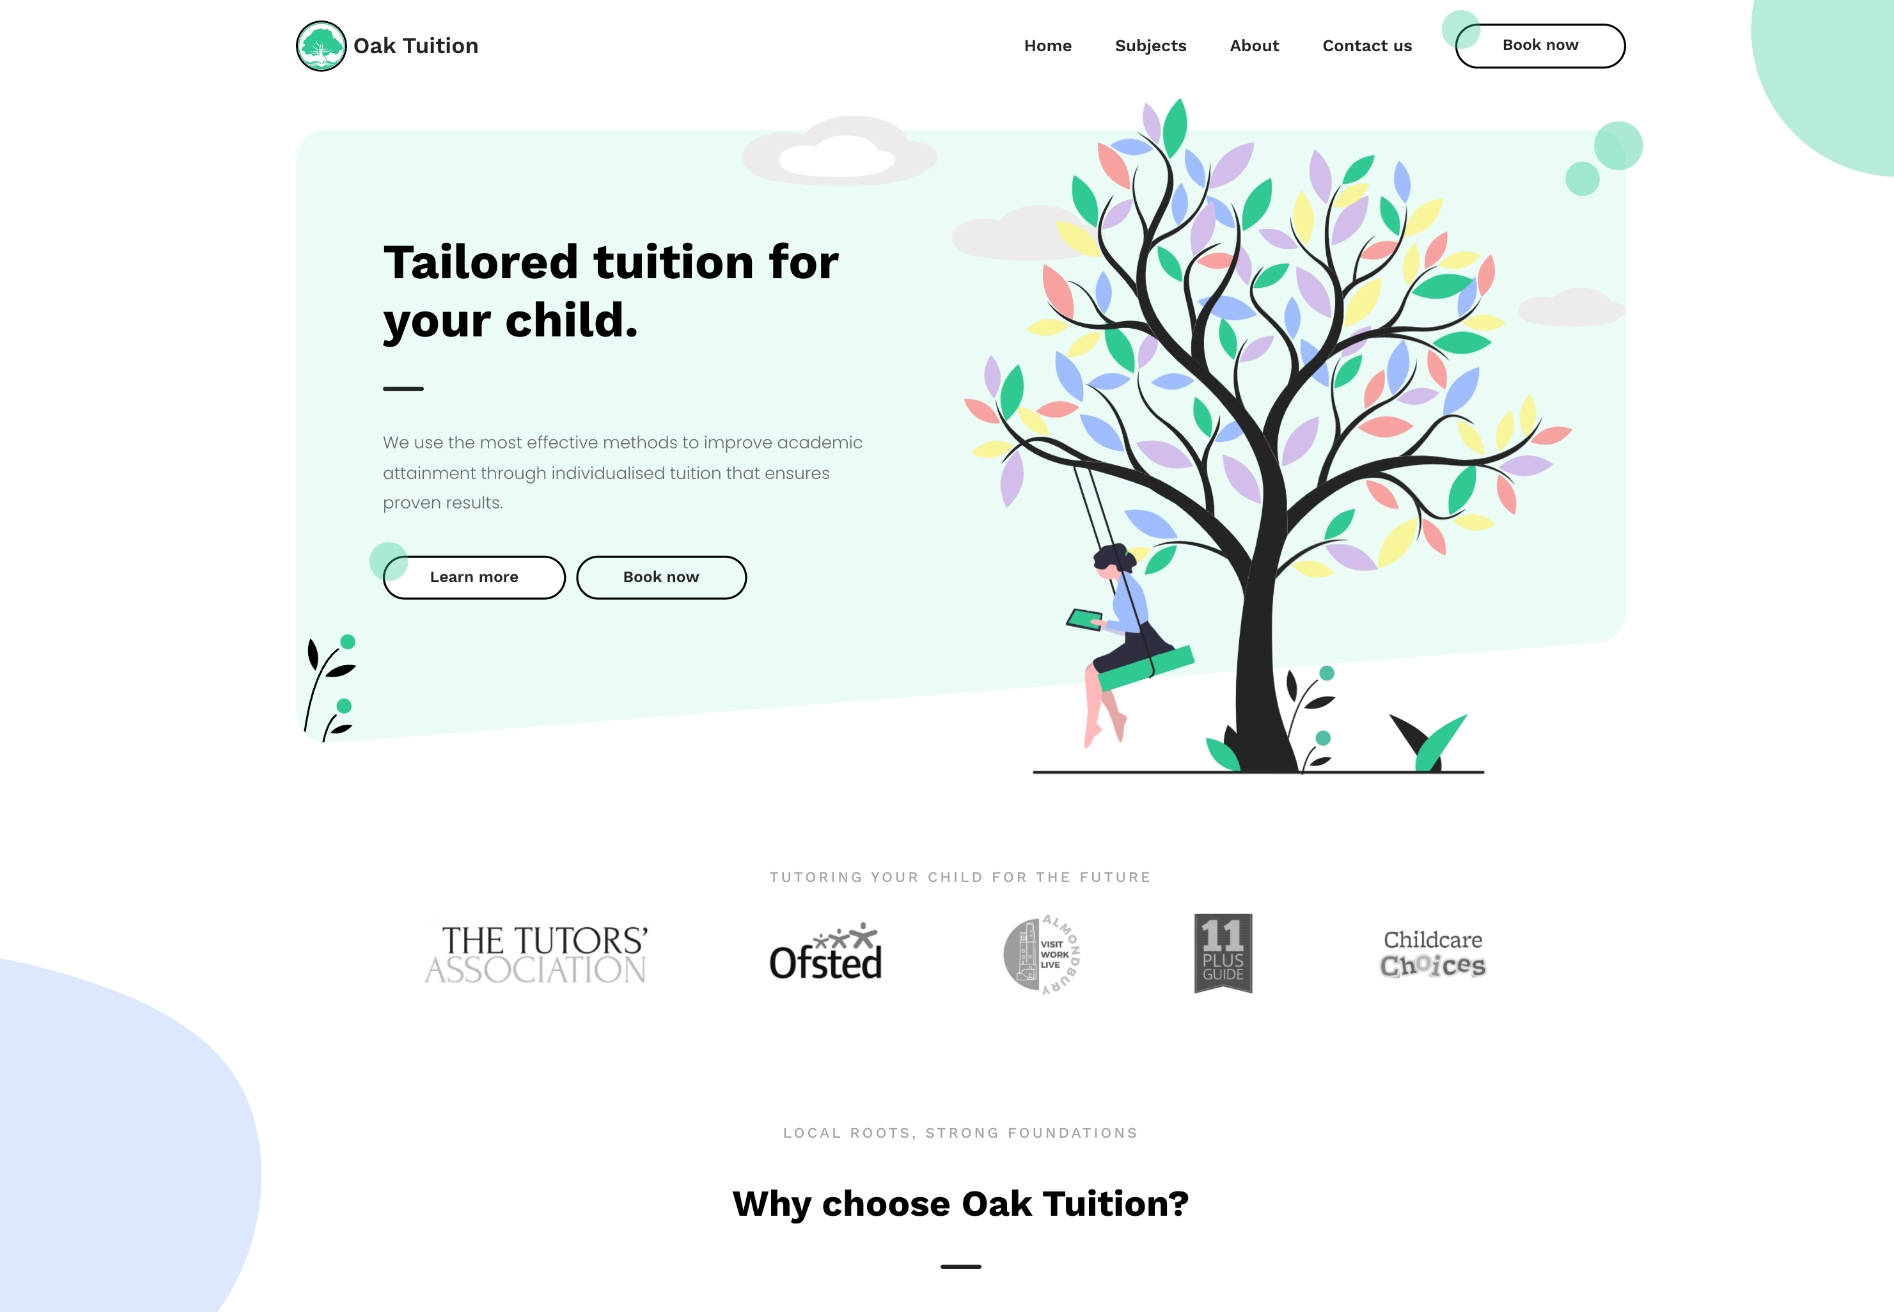 Oak Tuition
Home
Subjects
About
Contact us
Book now
Tailored tuition for
your child.
We use the most effective methods to improve academic
attainment through individualised tuition that ensures
proven results.
Learn more
Book now
TUTORING YOUR CHILD FOR THE FUTURE
THE TUTORS’
ASSOCIATION
Ofsted
VISIT
WORK
LIVE
ALMONDBURY
11
PLUS
GUIDE
Childcare
Choices
LOCAL ROOTS, STRONG FOUNDATIONS
Why choose Oak Tuition?